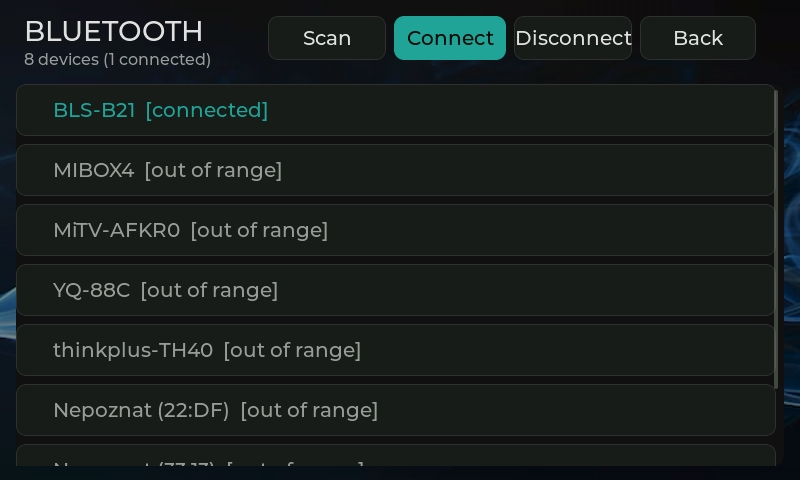 BLUETOOTH
8 devices (1 connected)
Scan
Connect
Disconnect
Back
BLS-B21 [connected]
MIBOX4 [out of range]
MiTV-AFKR0 [out of range]
YQ-88C [out of range]
thinkplus-TH40 [out of range]
Nepoznat (22:DF) [out of range]